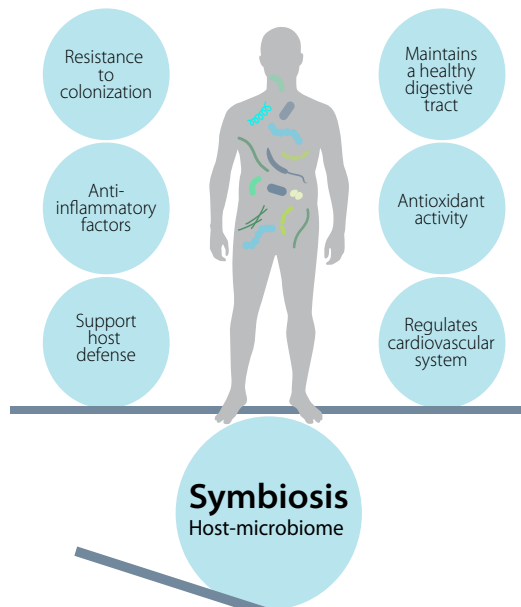 Resistance
to
colonization
Maintains
a healthy
digestive
tract
Anti-
inflammatory
factors
Antioxidant
activity
Support
host
defense
Regulates
cardiovascular
system
Symbiosis
Host-microbiome